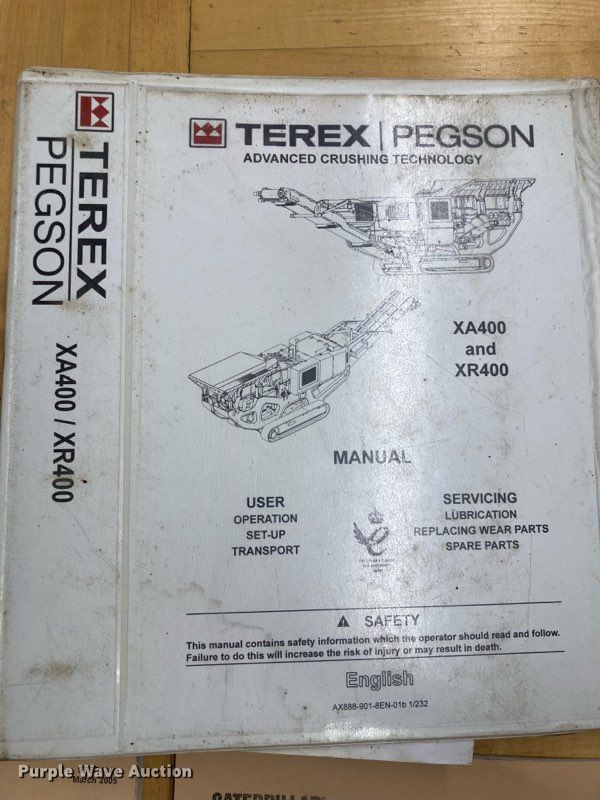 TEREX
PEGSON
XA400 / XR400
TEREX | PEGSON
ADVANCED CRUSHING TECHNOLOGY
XA400
and
XR400
MANUAL
USER
OPERATION
SET-UP
TRANSPORT
SERVICING
LUBRICATION
REPLACING WEAR PARTS
SPARE PARTS
SAFETY
This manual contains safety information which the operator should read and follow.
Failure to do this will increase the risk of injury or may result in death.
English
AX888-901-8EN-01b 1/232
March 2005
Purple Wave Auction